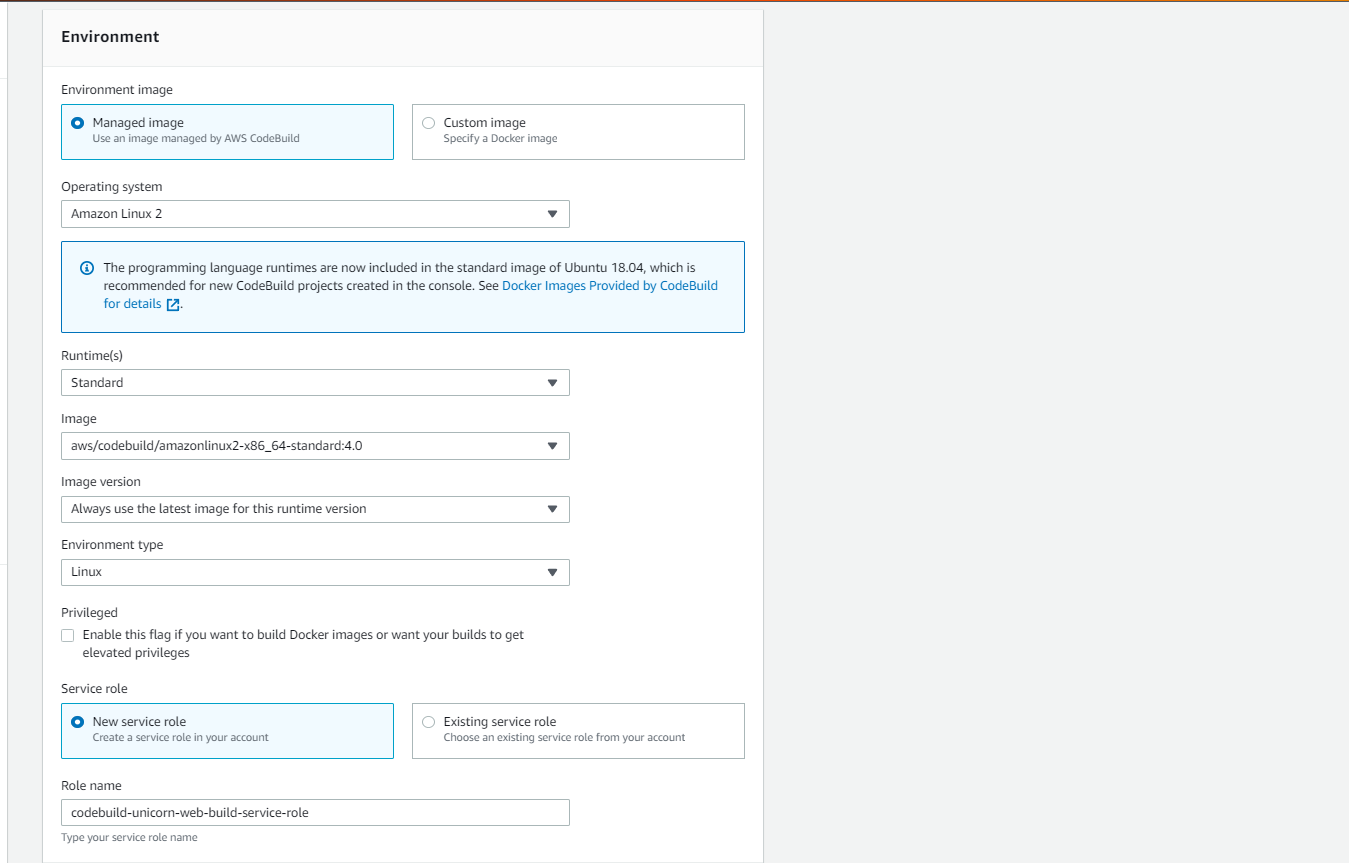 Environment
Environment image
Managed image
Use an image managed by AWS CodeBuild
Custom image
Specify a Docker image
Operating system
Amazon Linux 2
The programming language runtimes are now included in the standard image of Ubuntu 18.04, which is
recommended for new CodeBuild projects created in the console. See Docker Images Provided by CodeBuild
for details.
Runtime(s)
Standard
Image
aws/codebuild/amazonlinux2-x86_64-standard:4.0
Image version
Always use the latest image for this runtime version
Environment type
Linux
Privileged
Enable this flag if you want to build Docker images or want your builds to get
elevated privileges
Service role
New service role
Create a service role in your account
Existing service role
Choose an existing service role from your account
Role name
codebuild-unicorn-web-build-service-role
Type your service role name